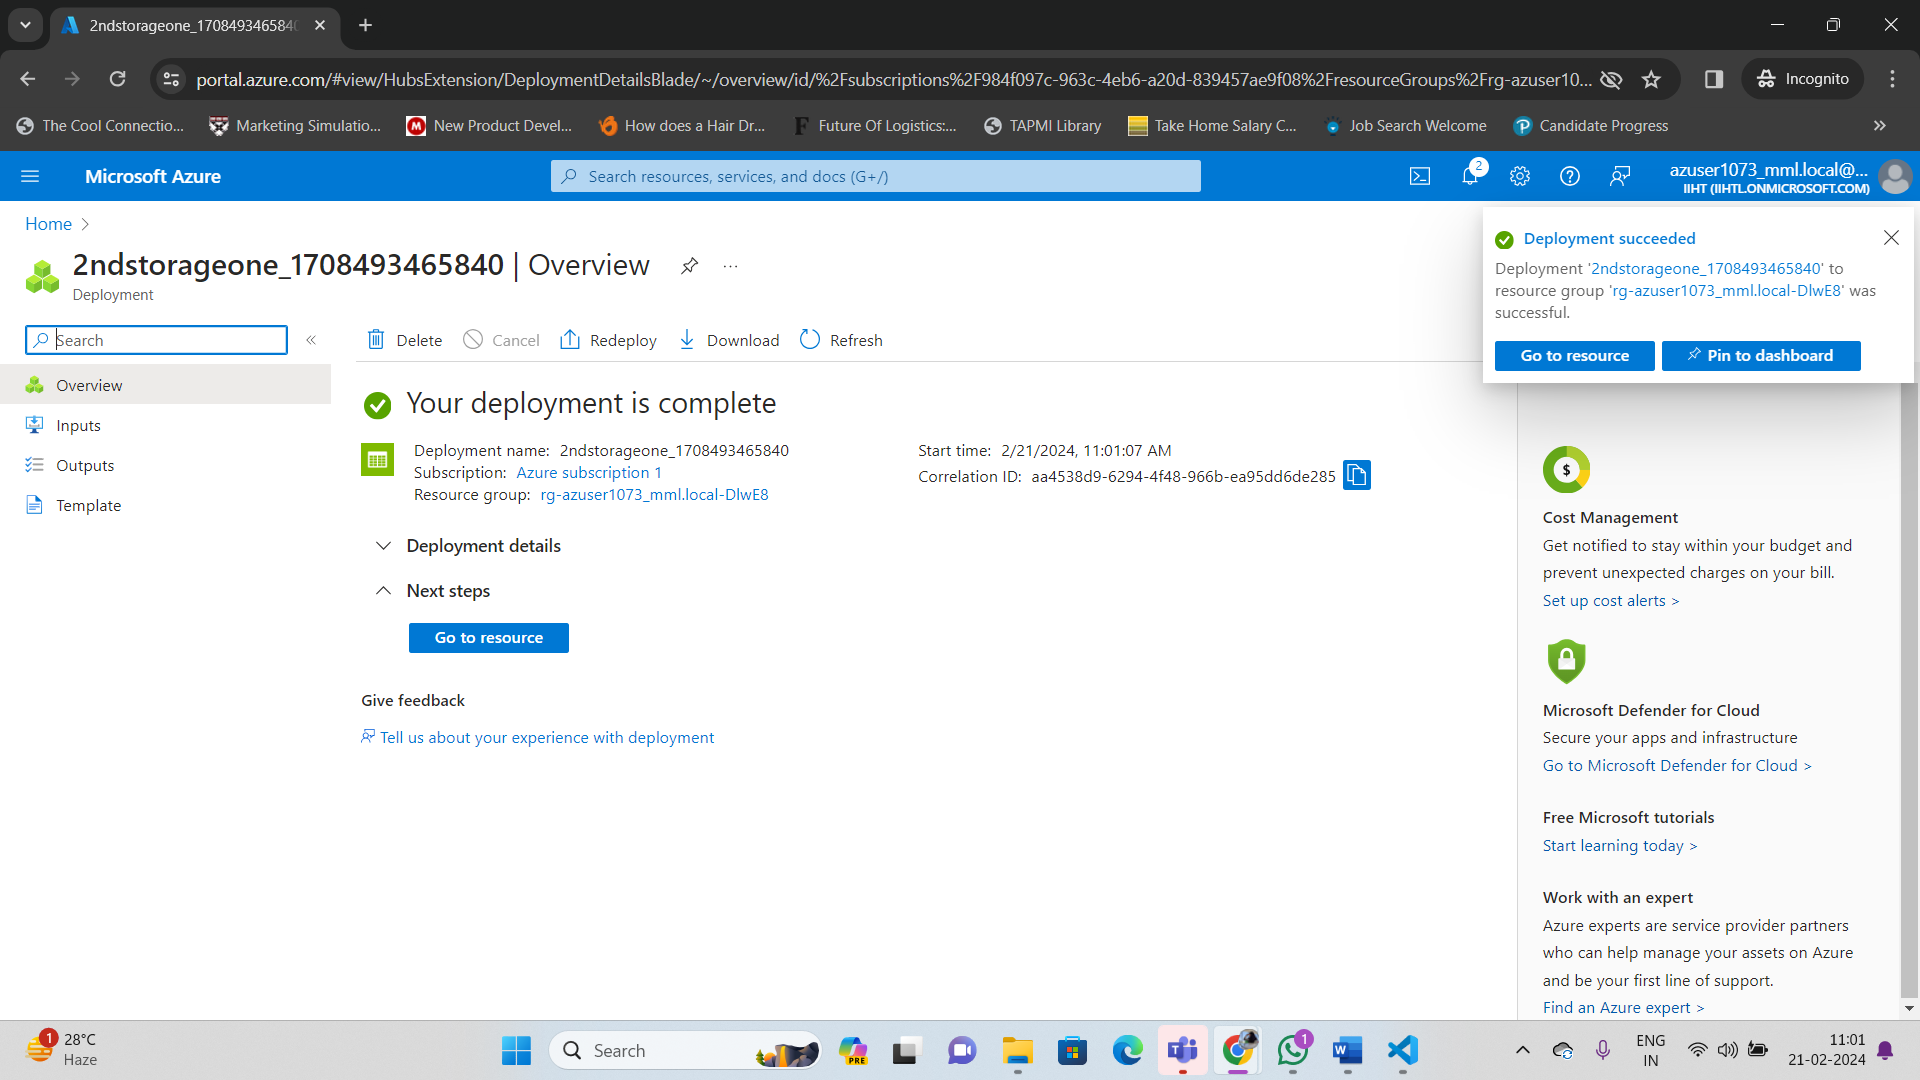 2ndstorageone_1708493465840
portal.azure.com/#view/HubsExtension/DeploymentDetailsBlade/~/overview/id/%2Fsubscriptions%2F984f097c-963c-4eb6-a20d-839457ae9f08%2FresourceGroups%2Frg-azuser10...
Incognito
The Cool Connectio...
Marketing Simulatio...
New Product Devel...
How does a Hair Dr...
Future Of Logistics:...
TAPMI Library
Take Home Salary C...
Job Search Welcome
Candidate Progress
Microsoft Azure
Search resources, services, and docs (G+/)
2
azuser1073_mml.local@...
IIHT (IIHTL.ONMICROSOFT.COM)
Home
2ndstorageone_1708493465840 | Overview
Deployment
Search
Overview
Inputs
Outputs
Template
Delete
Cancel
Redeploy
Download
Refresh
Your deployment is complete
Deployment name: 2ndstorageone_1708493465840
Subscription: Azure subscription 1
Resource group: rg-azuser1073_mml.local-DlwE8
Start time: 2/21/2024, 11:01:07 AM
Correlation ID: aa4538d9-6294-4f48-966b-ea95dd6de285
Deployment details
Next steps
Go to resource
Give feedback
Tell us about your experience with deployment
Deployment succeeded
Deployment '2ndstorageone_1708493465840' to
resource group 'rg-azuser1073_mml.local-DlwE8' was
successful.
Go to resource
Pin to dashboard
$
Cost Management
Get notified to stay within your budget and
prevent unexpected charges on your bill.
Set up cost alerts >
Microsoft Defender for Cloud
Secure your apps and infrastructure
Go to Microsoft Defender for Cloud >
Free Microsoft tutorials
Start learning today >
Work with an expert
Azure experts are service provider partners
who can help manage your assets on Azure
and be your first line of support.
Find an Azure expert >
1
28°C
Haze
Search
PRE
1
ENG
IN
11:01
21-02-2024